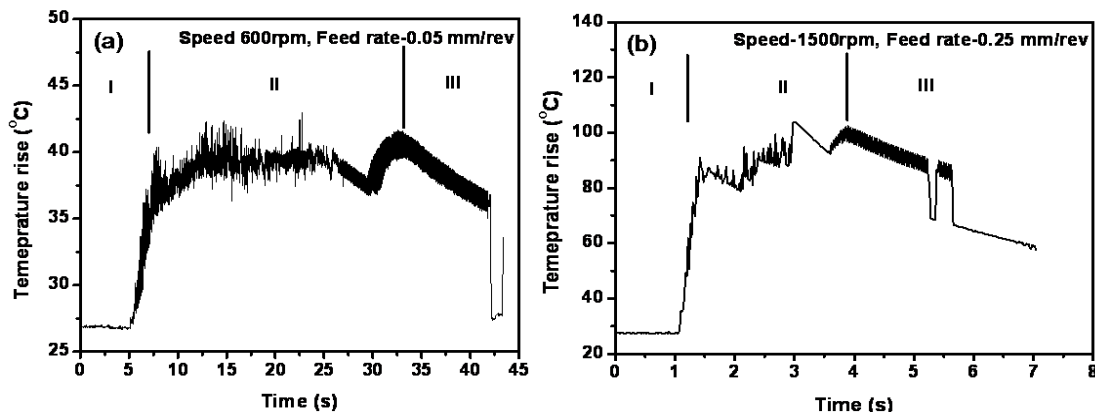 (a)
Speed 600rpm, Feed rate-0.05 mm/rev
I
II
III
Temeprature rise (°C)
50
45
40
35
30
25
0
5
10
15
20
25
30
35
40
45
Time (s)
(b)
Speed-1500rpm, Feed rate-0.25 mm/rev
I
II
III
Temeprature rise (°C)
140
120
100
80
60
40
20
0
1
2
3
4
5
6
7
8
Time (s)